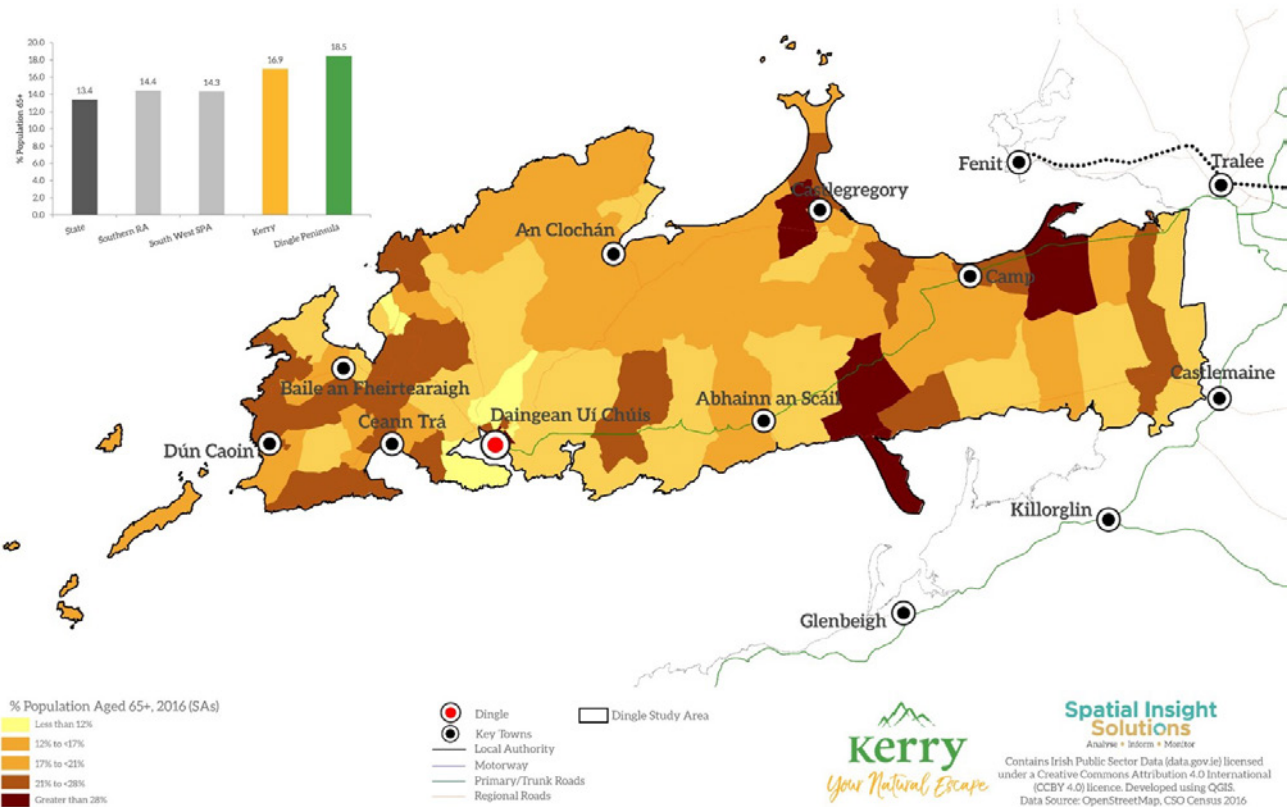 20.0
18.0
16.0
14.0
12.0
10.0
8.0
6.0
4.0
2.0
0.0
% Population 65+
13.4
14.4
14.3
16.9
18.5
State
Southern RA
South West SPA
Kerry
Dingle Peninsula
Fenit
Tralee
Castlegregory
An Clochán
Camp
Baile an Fheirtearaigh
Castlemaine
Abhainn an Scáil
Daingean Uí Chúis
Ceann Trá
Dún Caoin
Killorglin
Glenbeigh
% Population Aged 65+, 2016 (SAs)
Less than 12%
12% to <17%
17% to <21%
21% to <28%
Greater than 28%
Dingle
Key Towns
Local Authority
Motorway
Primary/Trunk Roads
Regional Roads
Dingle Study Area
Kerry
Your Natural Escape
Spatial Insight
Solutions
Analyse • Inform • Monitor
Contains Irish Public Sector Data (data.gov.ie) licensed
under a Creative Commons Attribution 4.0 International
(CCBY 4.0) licence. Developed using QGIS.
Data Source: OpenStreetMap, CSO Census 2016